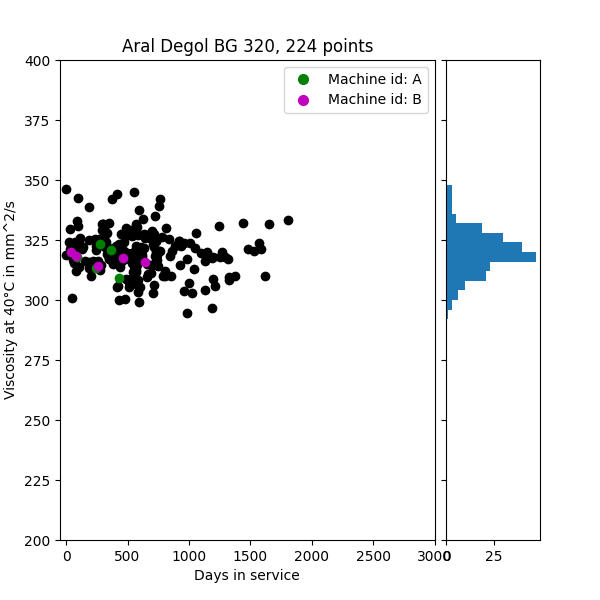 Aral Degol BG 320, 224 points
Machine id: A
Machine id: B
Viscosity at 40°C in mm^2/s
400
375
350
325
300
275
250
225
200
0 500 1000 1500 2000 2500 3000
0 25
Days in service